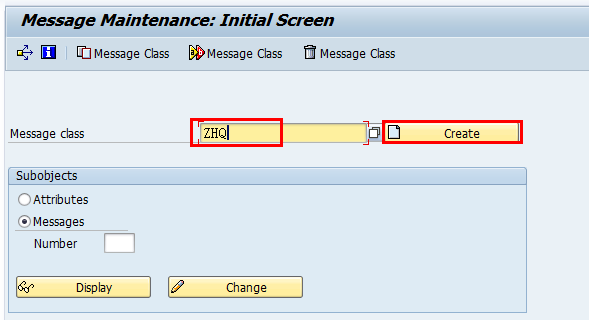 Message Maintenance: Initial Screen
Message Class Message Class Message Class
Message class ZHQ Create
Subobjects
Attributes
Messages
Number
Display Change